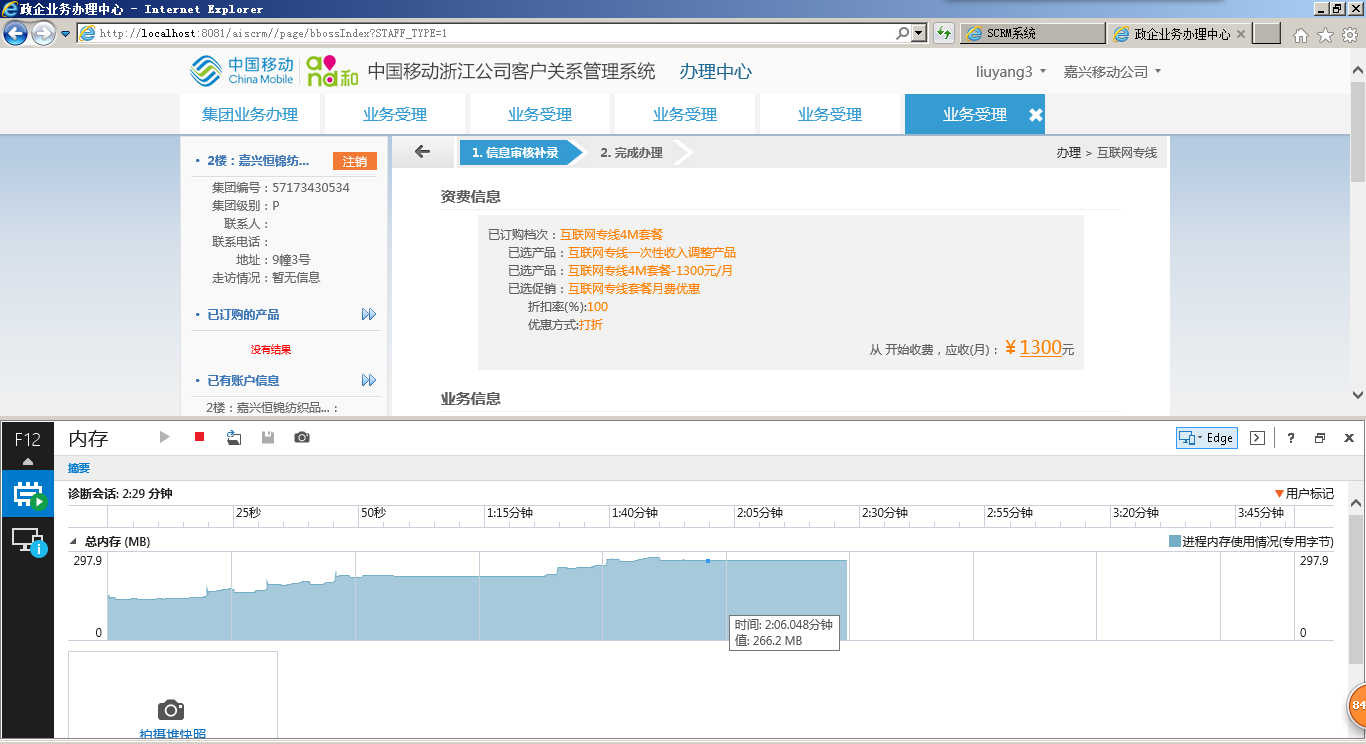 政企业务办理中心 - Internet Explorer
http://localhost:8081/aiscrm//page/bbossIndex?STAFF_TYPE=1
SCRM系统
政企业务办理中心
中国移动
China Mobile
and和
中国移动浙江公司客户关系管理系统 办理中心
liuyang3
嘉兴移动公司
集团业务办理
业务受理
业务受理
业务受理
业务受理
业务受理
2楼：嘉兴恒锦纺...
注销
集团编号：57173430534
集团级别：P
联系人：
联系电话：
地址：9幢3号
走访情况：暂无信息
已订购的产品
没有结果
已有账户信息
2楼：嘉兴恒锦纺织品...：
1. 信息审核补录
2. 完成办理
办理 > 互联网专线
资费信息
已订购档次：互联网专线4M套餐
已选产品：互联网专线一次性收入调整产品
已选产品：互联网专线4M套餐-1300元/月
已选促销：互联网专线套餐月费优惠
折扣率(%):100
优惠方式:打折
从 开始收费，应收(月)：￥1300元
业务信息
F12
内存
Edge
?
摘要
诊断会话: 2:29 分钟
用户标记
25秒
50秒
1:15分钟
1:40分钟
2:05分钟
2:30分钟
2:55分钟
3:20分钟
3:45分钟
总内存 (MB)
进程内存使用情况(专用字节)
297.9
297.9
时间: 2:06.048分钟
值: 266.2 MB
0
0
拍摄堆快照
84